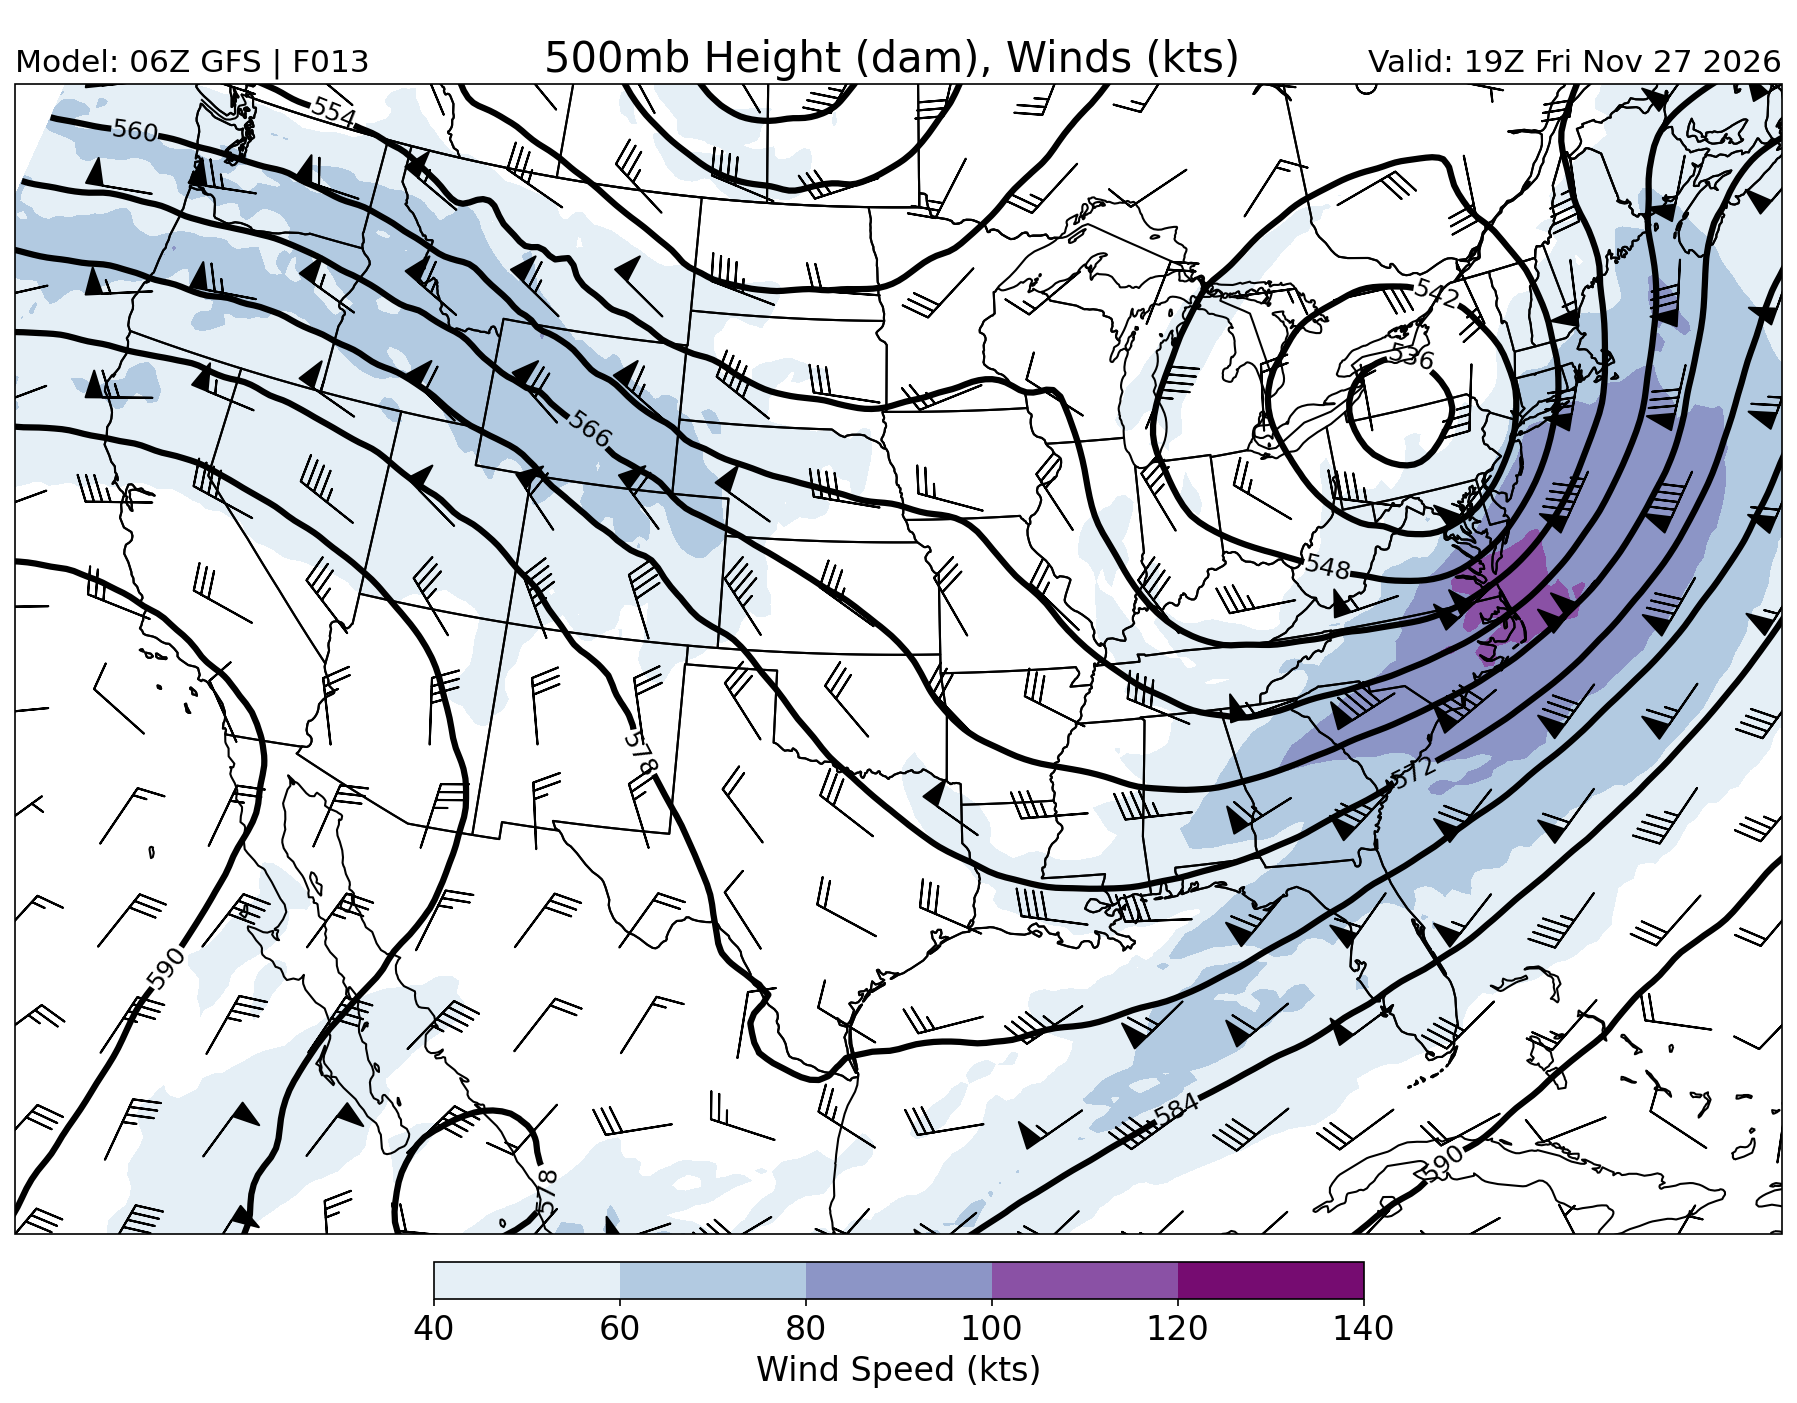 500mb Height (dam), Winds (kts)
Model: 06Z GFS | F013
Valid: 19Z Fri Nov 27 2026
554
560
542
536
566
548
578
572
590
584
590
578
40 60 80 100 120 140
Wind Speed (kts)